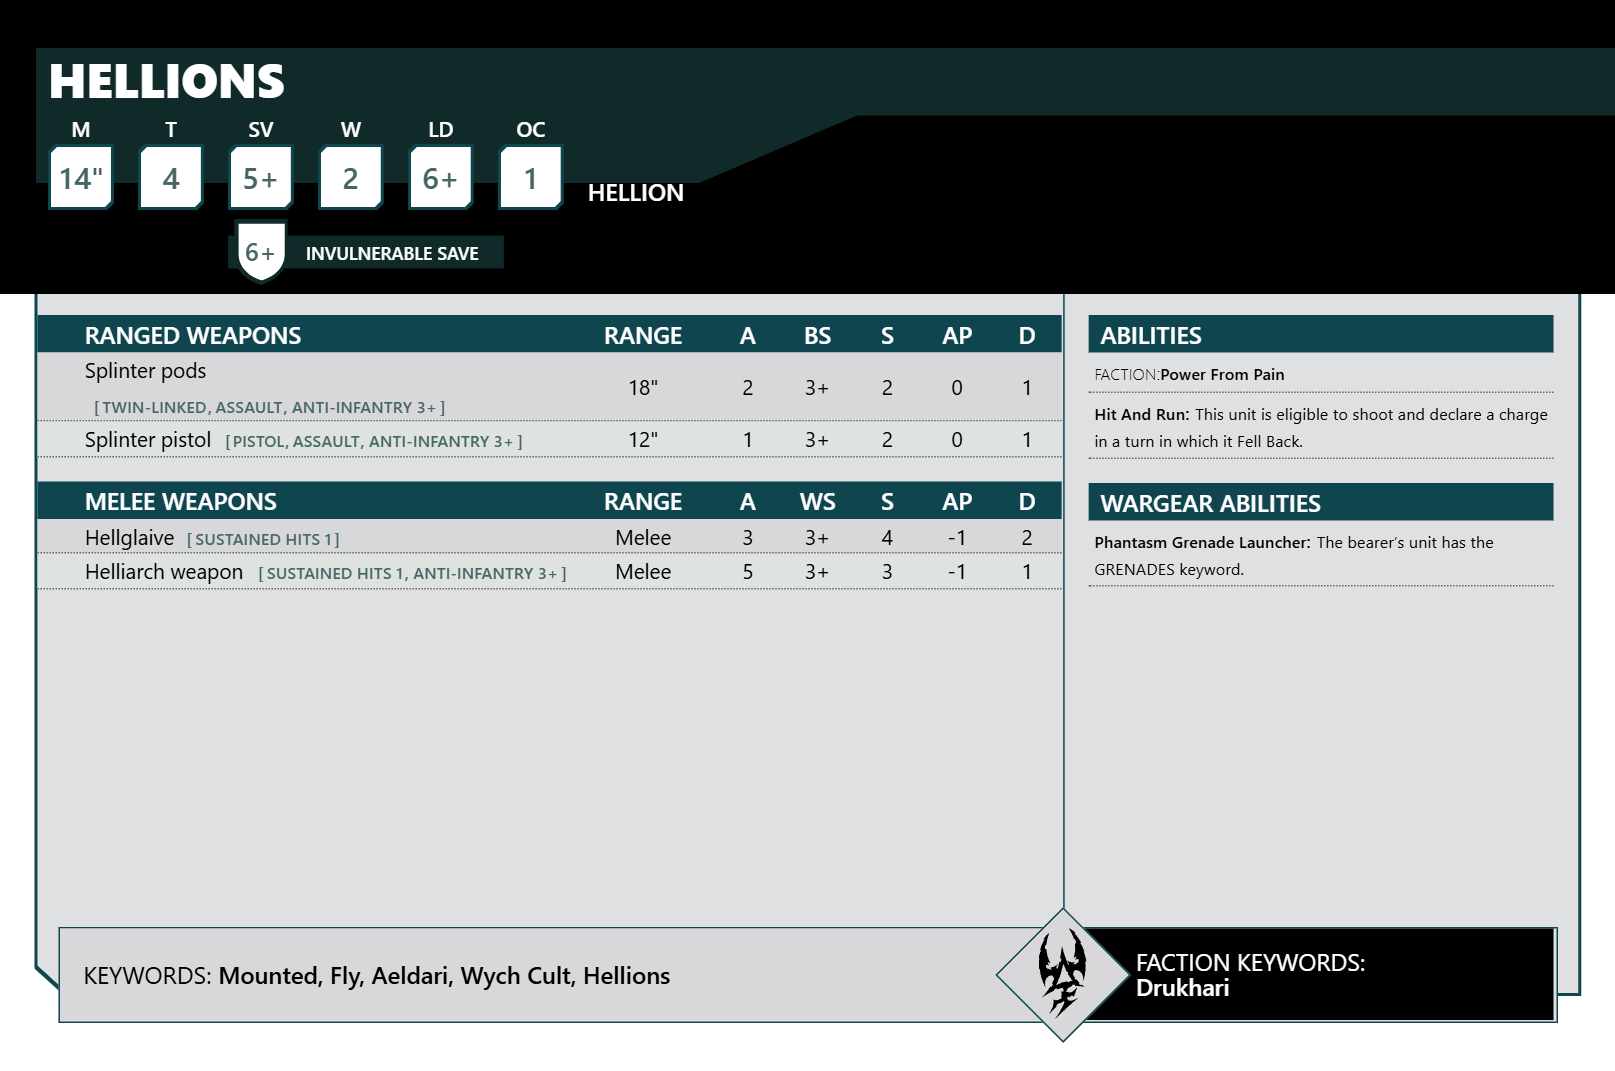 HELLIONS
M T SV W LD OC
14" 4 5+ 2 6+ 1 HELLION
6+ INVULNERABLE SAVE
RANGED WEAPONS RANGE A BS S AP D
Splinter pods
[ TWIN-LINKED, ASSAULT, ANTI-INFANTRY 3+ ] 18" 2 3+ 2 0 1
Splinter pistol [ PISTOL, ASSAULT, ANTI-INFANTRY 3+ ] 12" 1 3+ 2 0 1
MELEE WEAPONS RANGE A WS S AP D
Hellglaive [ SUSTAINED HITS 1 ] Melee 3 3+ 4 -1 2
Helliarch weapon [ SUSTAINED HITS 1, ANTI-INFANTRY 3+ ] Melee 5 3+ 3 -1 1
ABILITIES
FACTION:Power From Pain
Hit And Run: This unit is eligible to shoot and declare a charge
in a turn in which it Fell Back.
WARGEAR ABILITIES
Phantasm Grenade Launcher: The bearer's unit has the
GRENADES keyword.
KEYWORDS: Mounted, Fly, Aeldari, Wych Cult, Hellions
FACTION KEYWORDS:
Drukhari